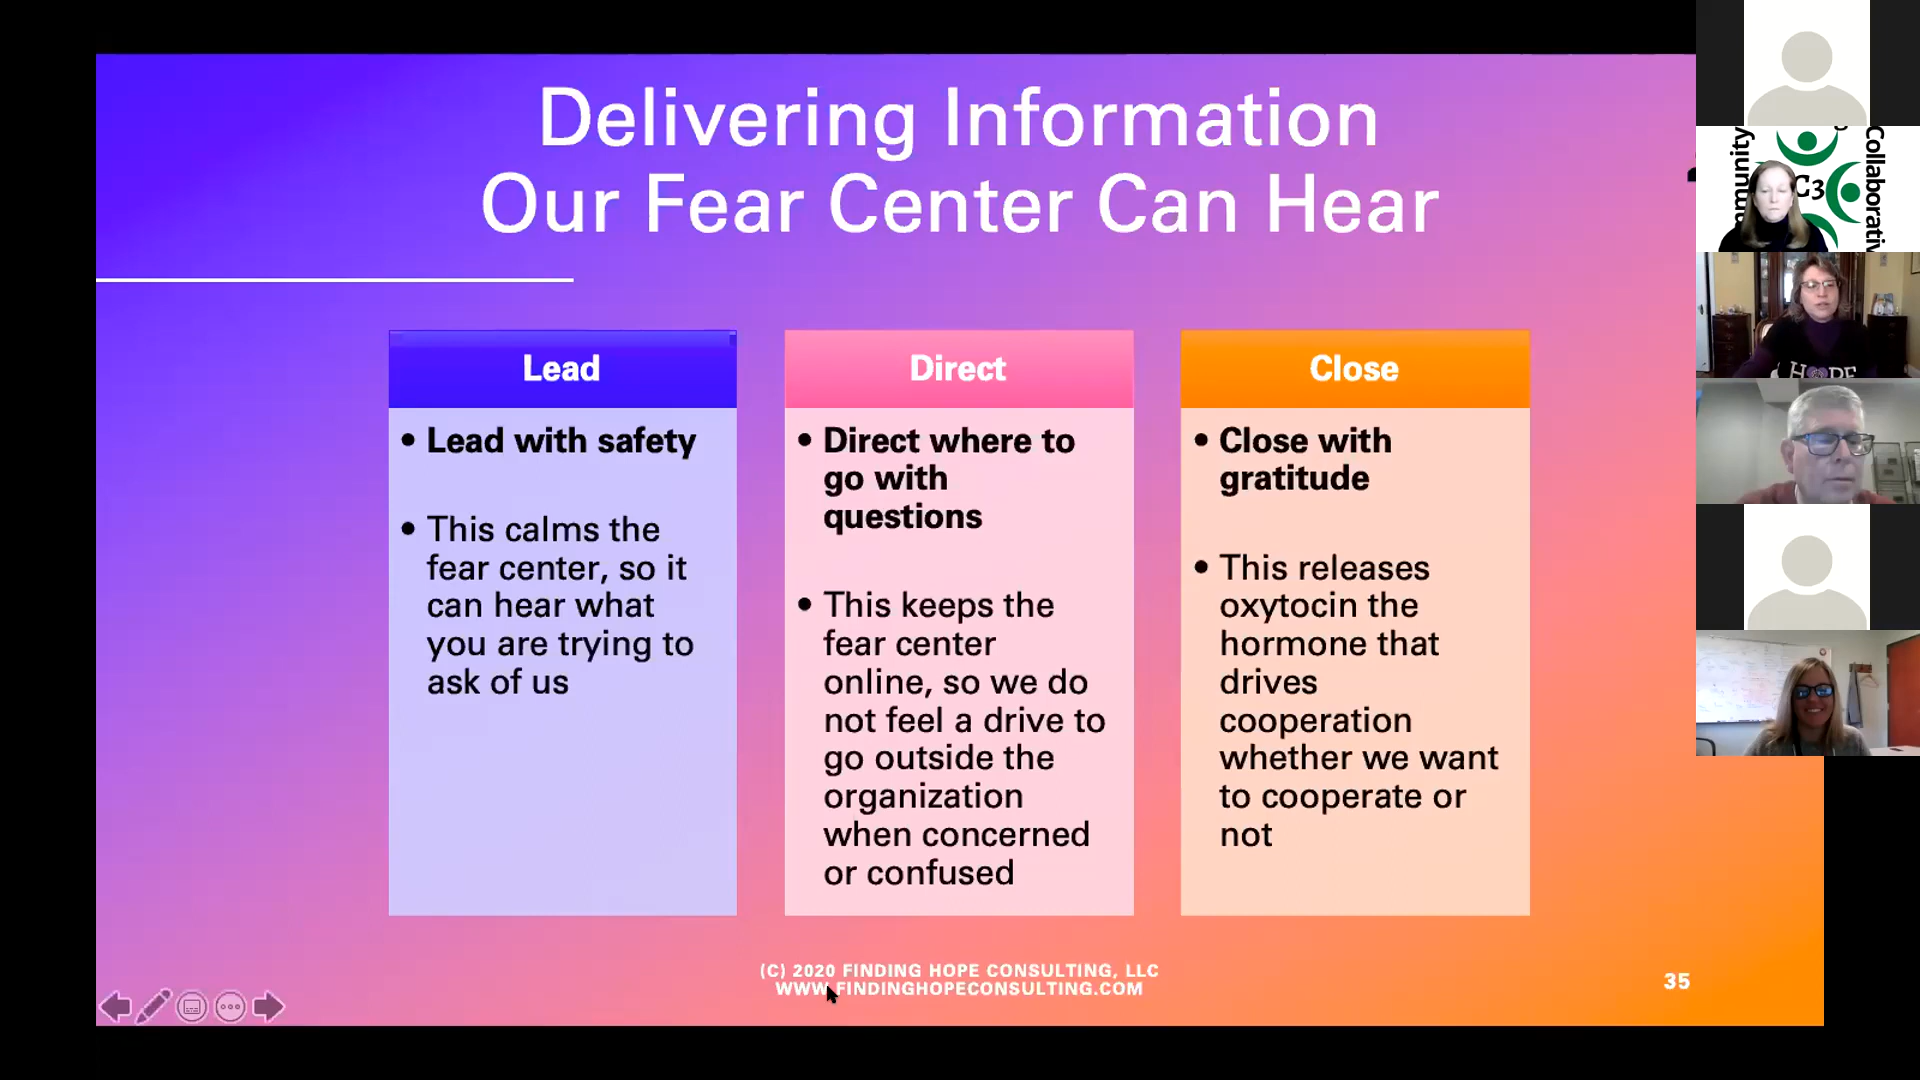 Delivering Information
Our Fear Center Can Hear
Lead
• Lead with safety
• This calms the
fear center, so it
can hear what
you are trying to
ask of us
Direct
• Direct where to
go with
questions
• This keeps the
fear center
online, so we do
not feel a drive to
go outside the
organization
when concerned
or confused
Close
• Close with
gratitude
• This releases
oxytocin the
hormone that
drives
cooperation
whether we want
to cooperate or
not
(C) 2020 FINDING HOPE CONSULTING, LLC
WWW.FINDINGHOPECONSULTING.COM
35
C3
HOPE